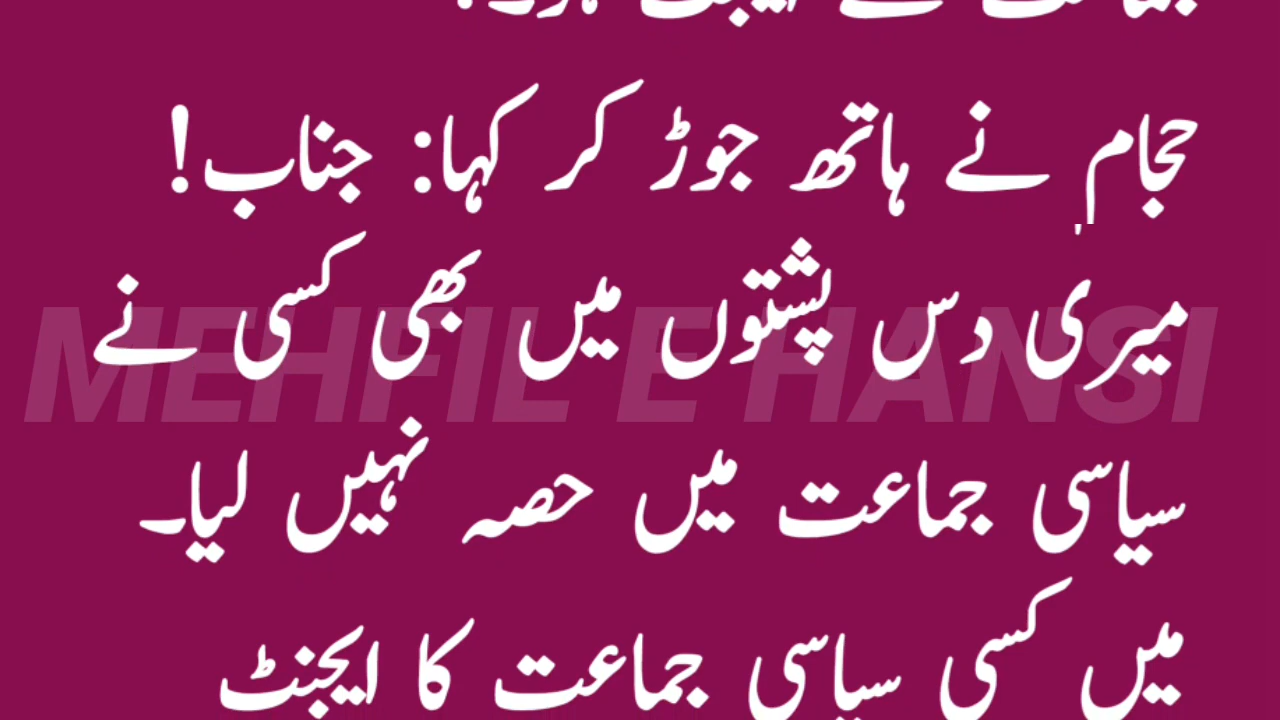 حجام نے ہاتھ جوڑ کر کہا: جناب!
میری دس پشتوں میں بھی کسی نے
MEHFIL E HANSI
سیاسی جماعت میں حصہ نہیں لیا۔
میں کسی سیاسی جماعت کا ایجنٹ